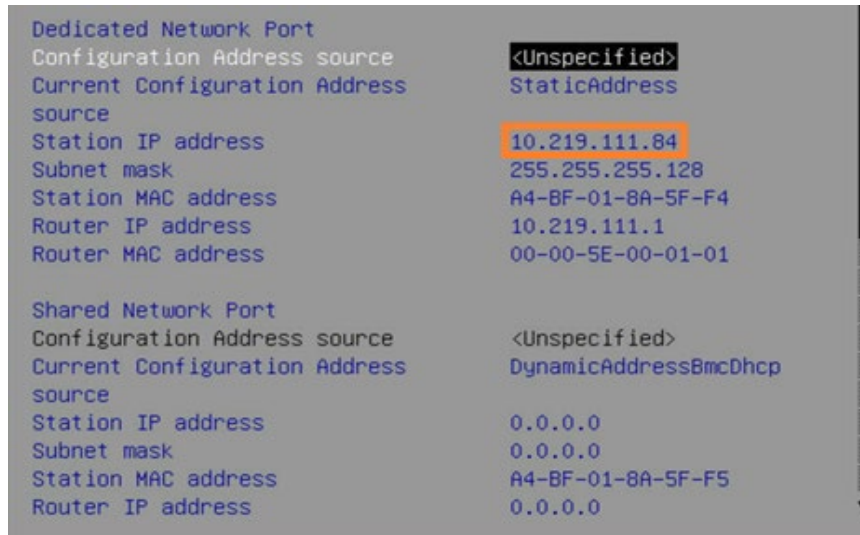 Dedicated Network Port
Configuration Address source <Unspecified>
Current Configuration Address StaticAddress
source
Station IP address 10.219.111.84
Subnet mask 255.255.255.128
Station MAC address A4-BF-01-8A-5F-F4
Router IP address 10.219.111.1
Router MAC address 00-00-5E-00-01-01
Shared Network Port
Configuration Address source <Unspecified>
Current Configuration Address DynamicAddressBmcDhcp
source
Station IP address 0.0.0.0
Subnet mask 0.0.0.0
Station MAC address A4-BF-01-8A-5F-F5
Router IP address 0.0.0.0